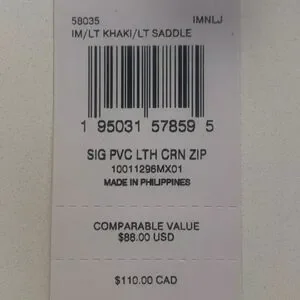 58035 IMNLJ
IM/LT KHAKI/LT SADDLE
1 95031 57859 5
SIG PVC LTH CRN ZIP
10011296MX01
MADE IN PHILIPPINES
COMPARABLE VALUE
$88.00 USD
$110.00 CAD